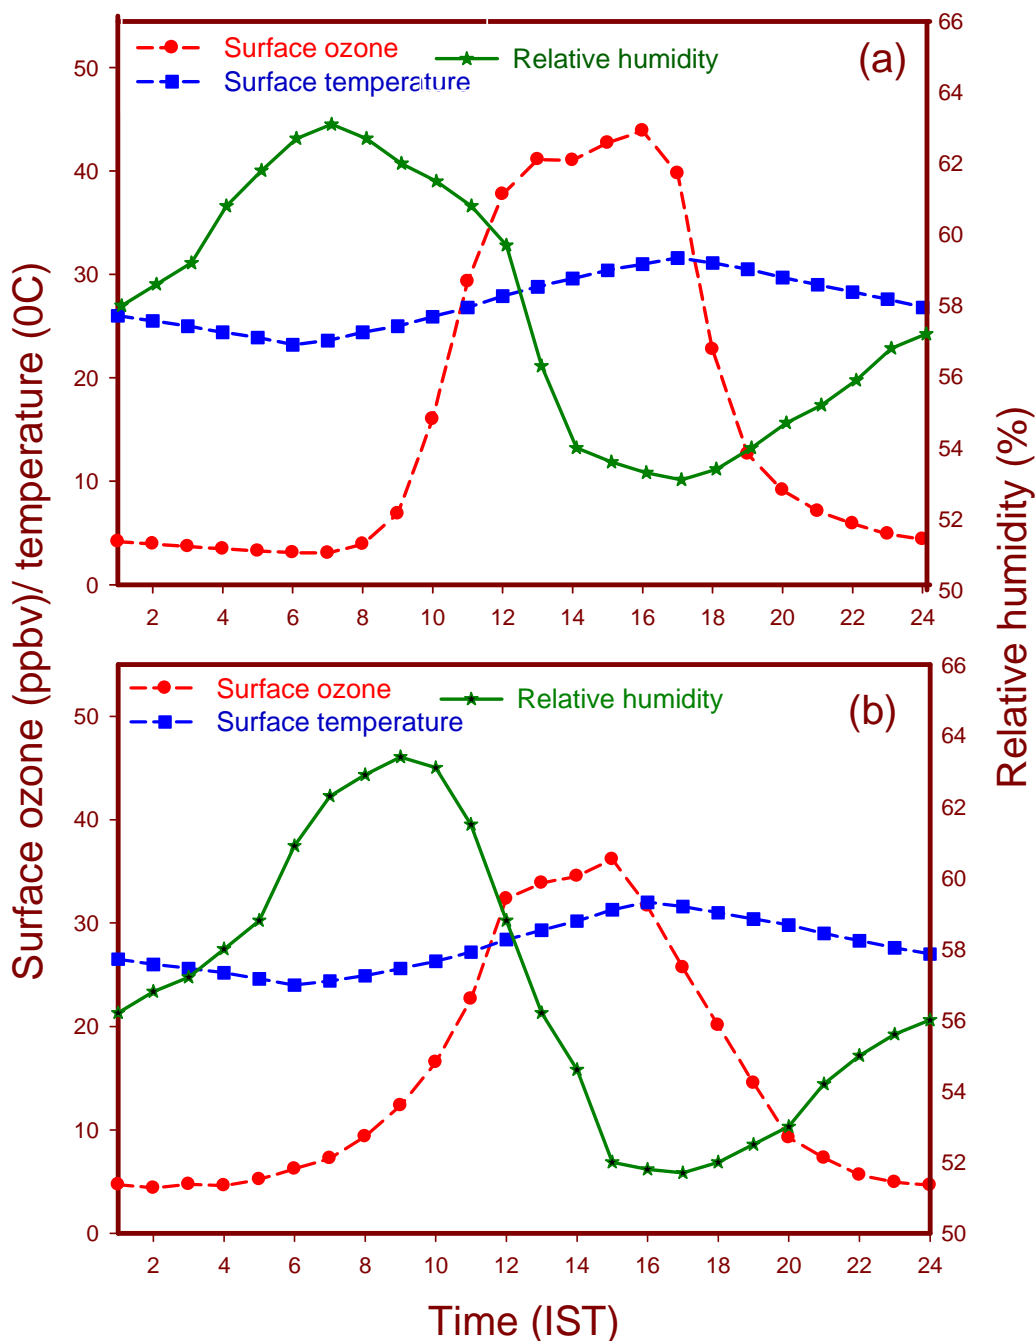 Surface ozone
Surface temperature
Relative humidity
(a)
50
40
30
20
10
0
66
64
62
60
58
56
54
52
50
2 4 6 8 10 12 14 16 18 20 22 24
Surface ozone (ppbv)/ temperature (0C)
Relative humidity (%)
Surface ozone
Surface temperature
Relative humidity
(b)
50
40
30
20
10
0
66
64
62
60
58
56
54
52
50
2 4 6 8 10 12 14 16 18 20 22 24
Time (IST)